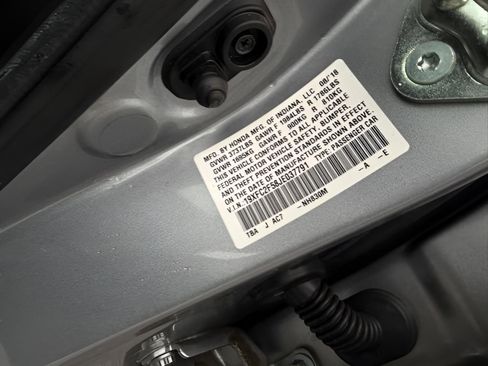 MFD. BY HONDA MFG. OF INDIANA, LLC 08/18
GVWR 3737LBS GAWR F 1984LBS R 1786LBS
GVWR 1695KG GAWR F 900KG R 810KG
THIS VEHICLE CONFORMS TO ALL APPLICABLE
FEDERAL MOTOR VEHICLE SAFETY, BUMPER,
AND THEFT PREVENTION STANDARDS IN EFFECT
ON THE DATE OF MANUFACTURE SHOWN ABOVE.
V.I.N. 19XFC2F58JE037791 TYPE: PASSENGER CAR
TBA J AC7 -NH830M -A -E